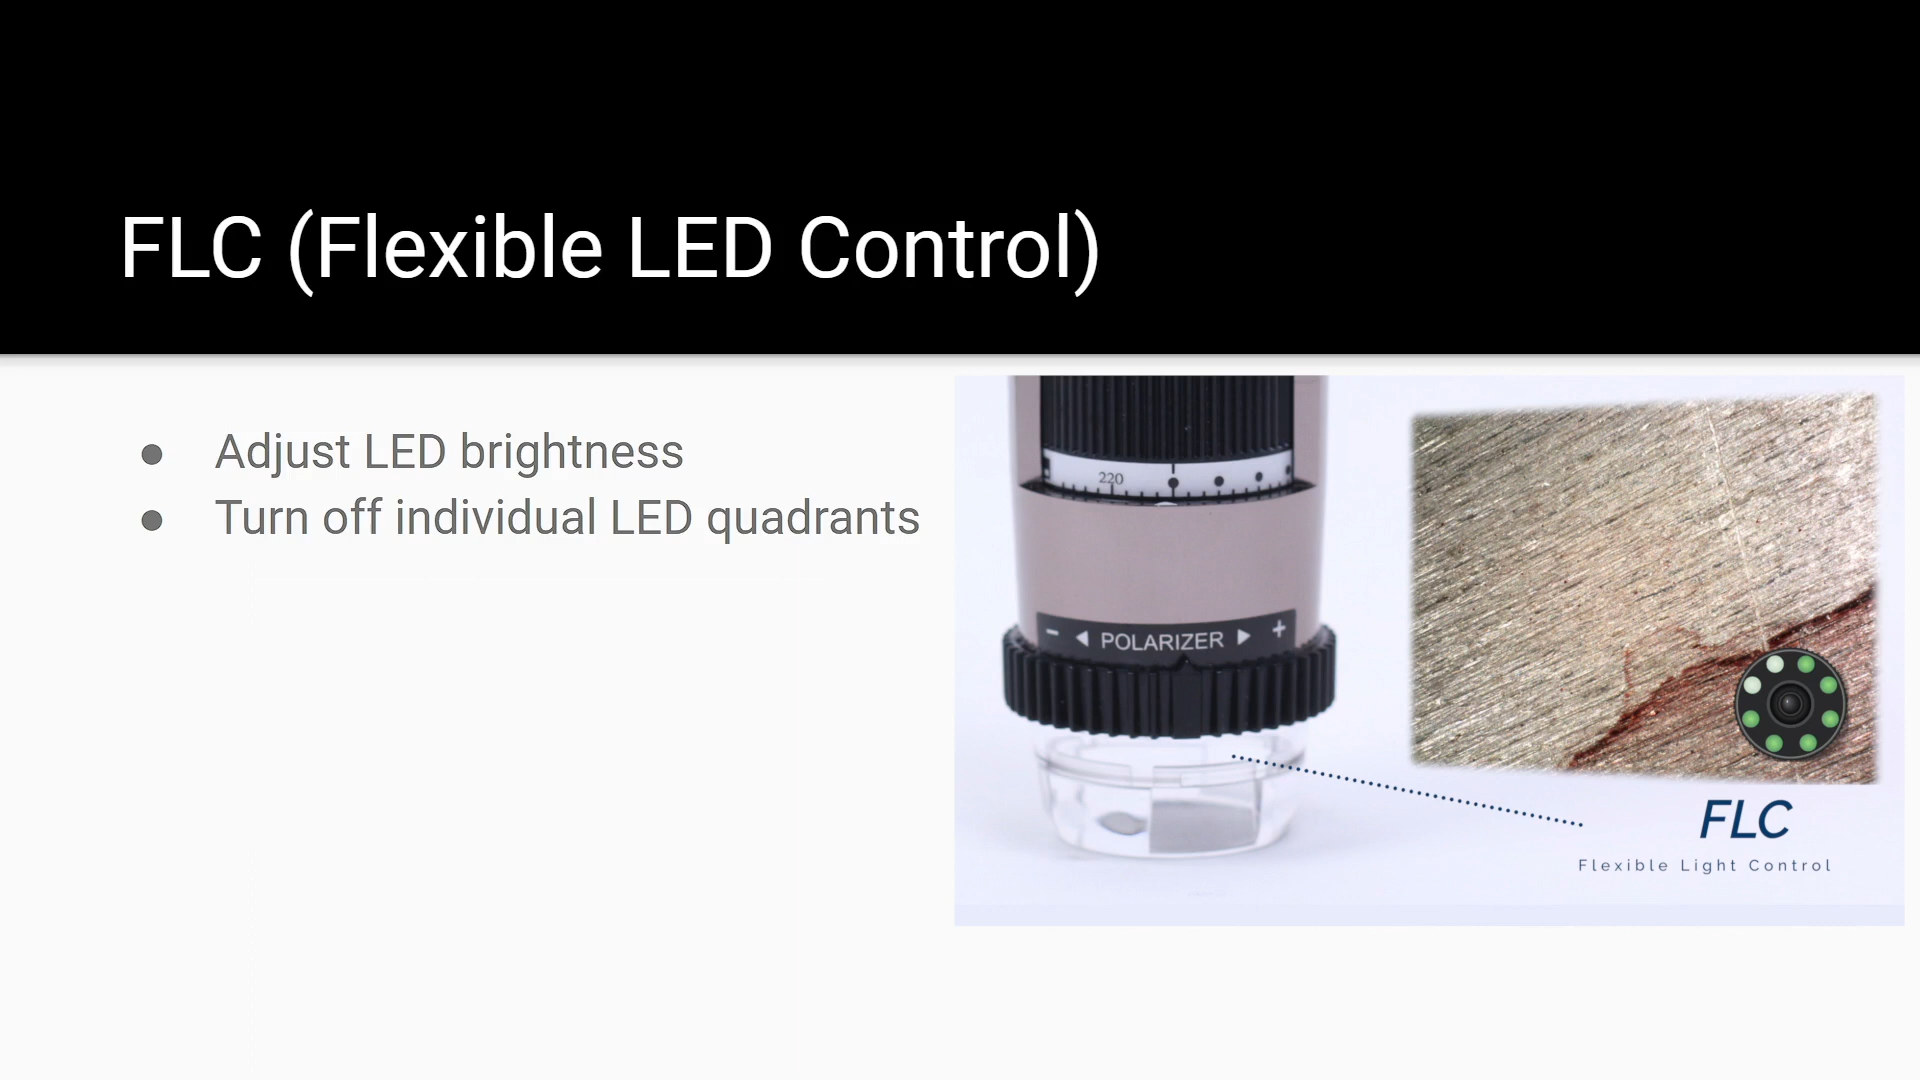 FLC (Flexible LED Control)
● Adjust LED brightness
● Turn off individual LED quadrants
220
- ◀ POLARIZER ▶ +
FLC
Flexible Light Control